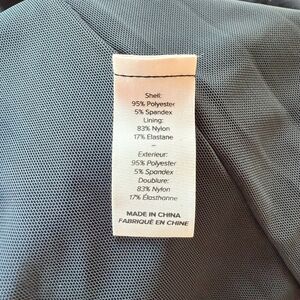 Shell:
95% Polyester
5% Spandex
Lining:
83% Nylon
17% Elastane
–
Exterieur:
95% Polyester
5% Spandex
Doublure:
83% Nylon
17% Élasthanne
MADE IN CHINA
FABRIQUÉ EN CHINE